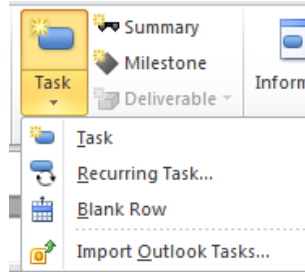 Summary
Milestone
Task
Deliverable
Inform
Task
Recurring Task...
Blank Row
Import Outlook Tasks...